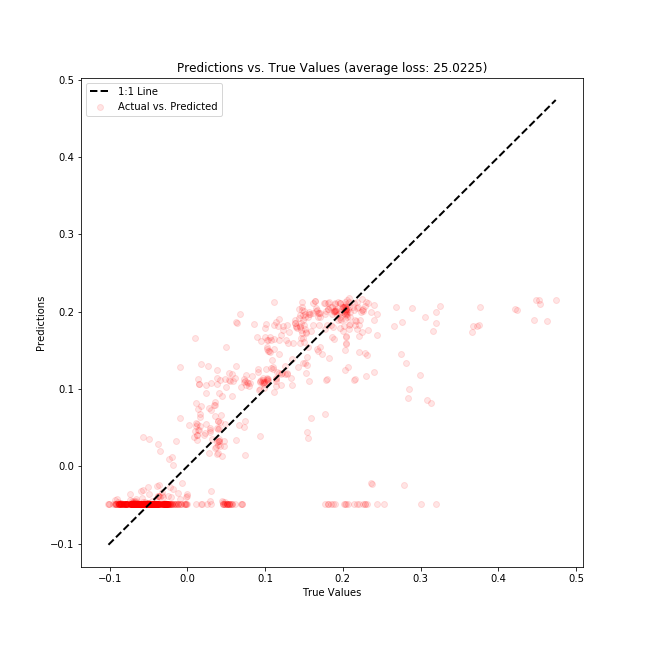 Predictions vs. True Values (average loss: 25.0225)
1:1 Line
Actual vs. Predicted
0.5
0.4
0.3
0.2
0.1
0.0
−0.1
Predictions
−0.1 0.0 0.1 0.2 0.3 0.4 0.5
True Values